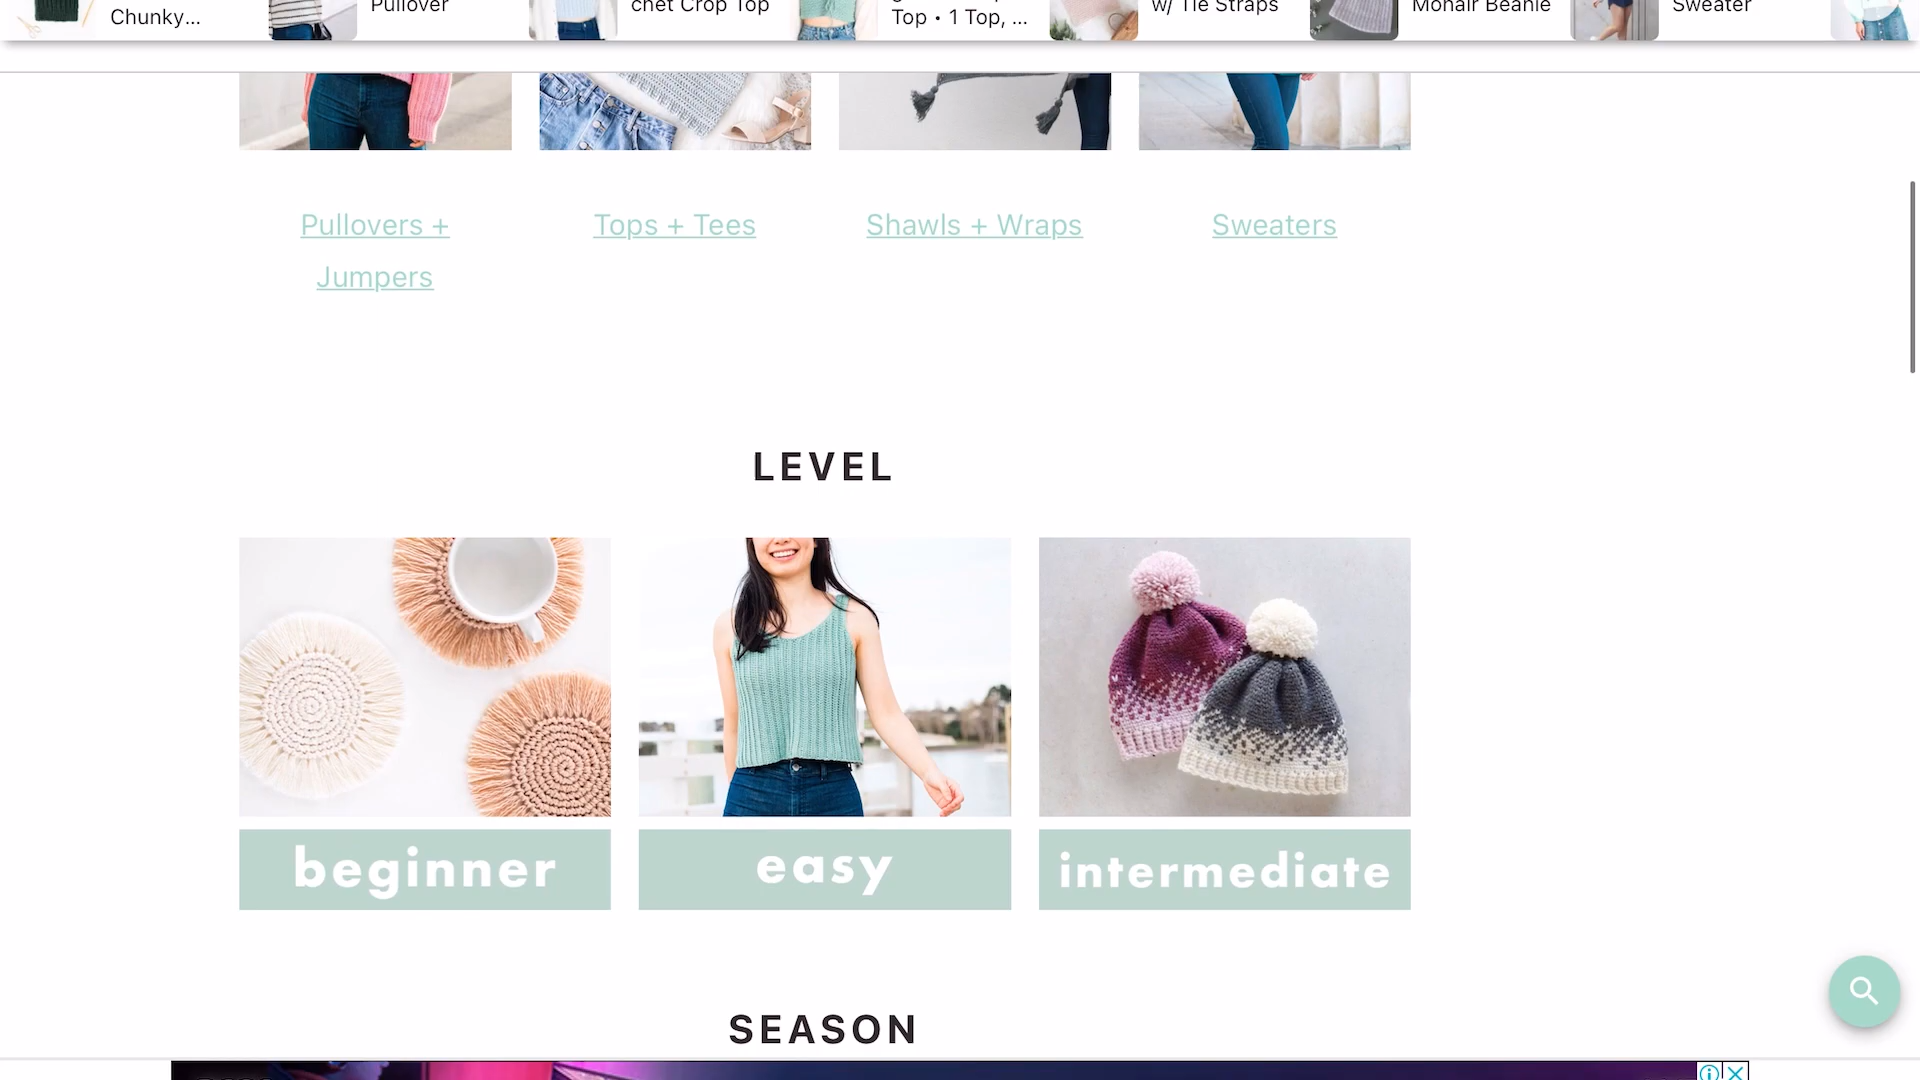 Chunky...
Pullover
chet Crop Top
Top • 1 Top, ...
w/ Tie Straps
Mohair Beanie
Sweater
Pullovers +
Jumpers
Tops + Tees
Shawls + Wraps
Sweaters
LEVEL
beginner
easy
intermediate
SEASON